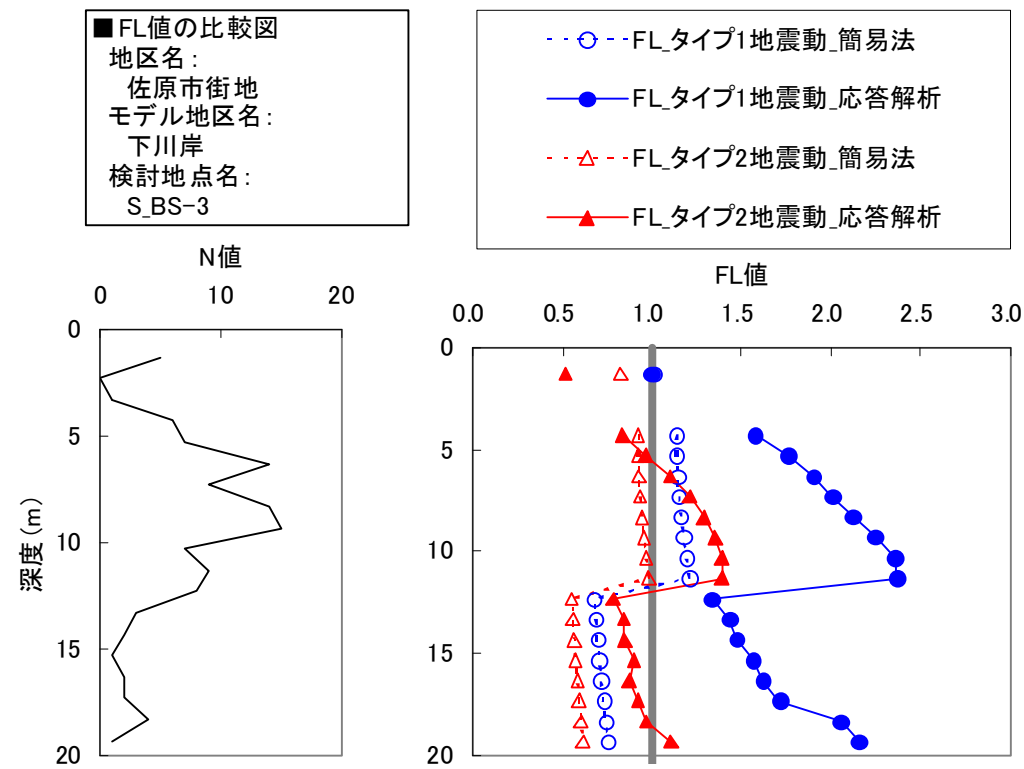 ■FL値の比較図
地区名:
佐原市街地
モデル地区名:
下川岸
検討地点名:
S_BS-3
FL_タイプ1地震動_簡易法
FL_タイプ1地震動_応答解析
FL_タイプ2地震動_簡易法
FL_タイプ2地震動_応答解析
N値
0 10 20
0
5
10
15
20
深度(m)
FL値
0.0 0.5 1.0 1.5 2.0 2.5 3.0
0
5
10
15
20